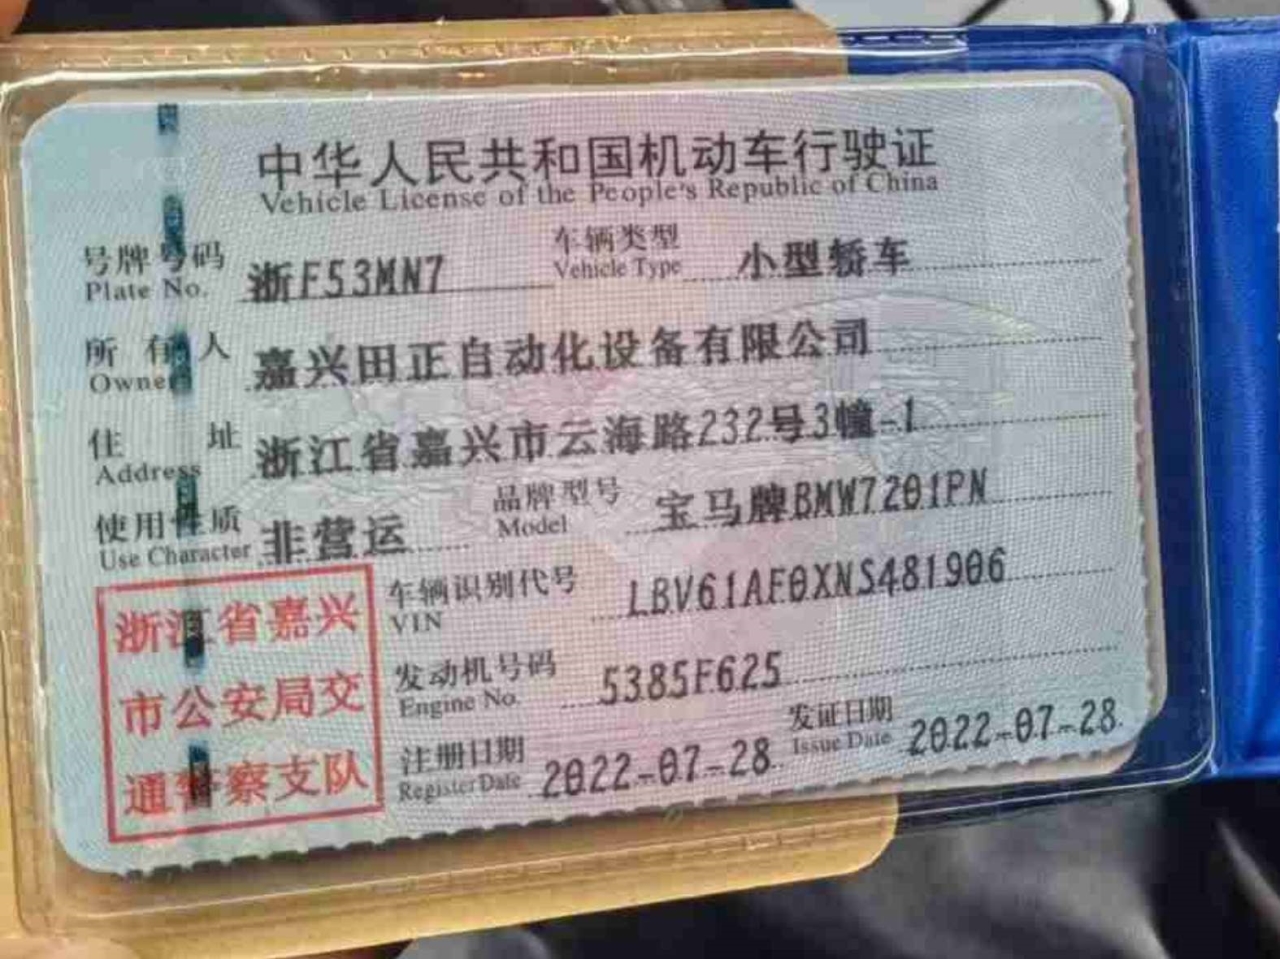 中华人民共和国机动车行驶证
Vehicle License of the People's Republic of China
号牌号码 浙F53MN7 车辆类型 小型轿车
Plate No. Vehicle Type
所有人 嘉兴田正自动化设备有限公司
Owner
住址 浙江省嘉兴市云海路232号3幢-1
Address
使用性质 非营运 品牌型号 宝马牌BMW7201PN
Use Character Model
车辆识别代号 LBV61AF0XNS481906
VIN
发动机号码 5385F625
Engine No.
注册日期 2022-07-28 发证日期 2022-07-28
Register Date Issue Date
浙江省嘉兴
市公安局交
通警察支队